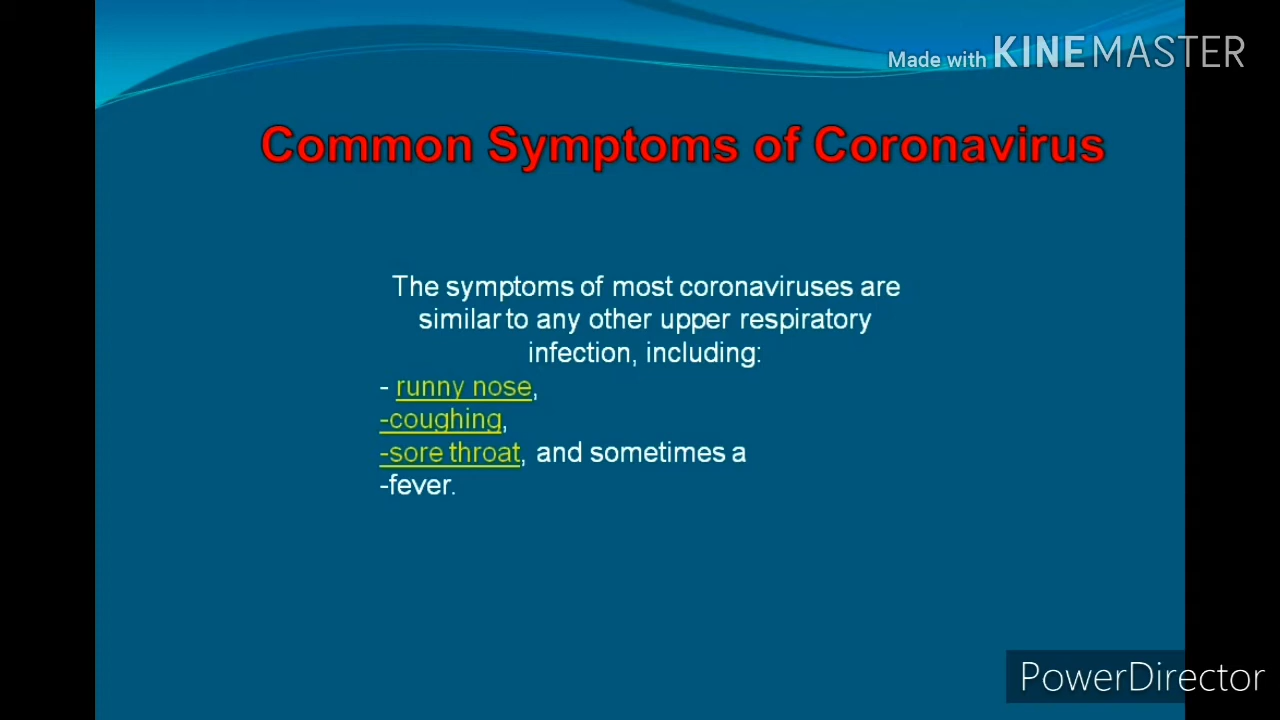 Made with KINEMASTER
Common Symptoms of Coronavirus
The symptoms of most coronaviruses are
similar to any other upper respiratory
infection, including:
- runny nose,
-coughing,
-sore throat, and sometimes a
-fever.
PowerDirector